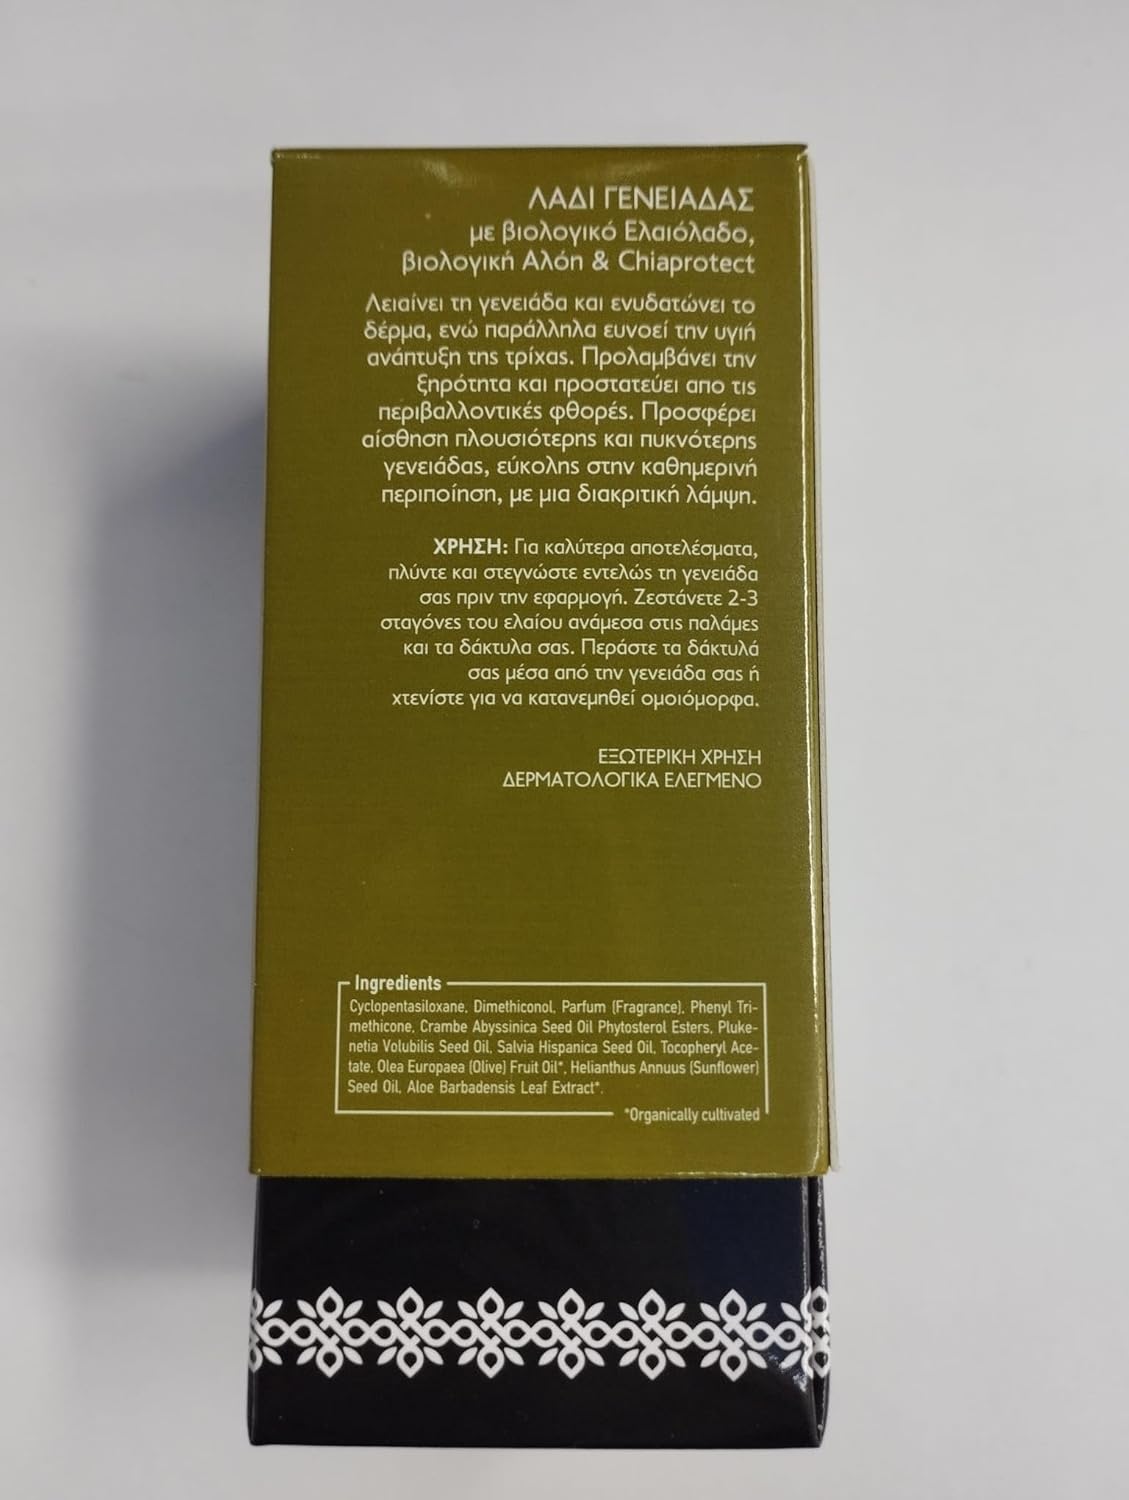 ΛΑΔΙ ΓΕΝΕΙΑΔΑΣ
με βιολογικό Ελαιόλαδο,
βιολογική Αλόη & Chiaprotect
Λειαίνει τη γενειάδα και ενυδατώνει το
δέρμα, ενώ παράλληλα ευνοεί την υγιή
ανάπτυξη της τρίχας. Προλαμβάνει την
ξηρότητα και προστατεύει απο τις
περιβαλλοντικές φθορές. Προσφέρει
αίσθηση πλουσιότερης και πυκνότερης
γενειάδας, εύκολης στην καθημερινή
περιποίηση, με μια διακριτική λάμψη.
ΧΡΗΣΗ: Για καλύτερα αποτελέσματα,
πλύντε και στεγνώστε εντελώς τη γενειάδα
σας πριν την εφαρμογή. Ζεστάνετε 2-3
σταγόνες του ελαίου ανάμεσα στις παλάμες
και τα δάκτυλα σας. Περάστε τα δάκτυλά
σας μέσα από την γενειάδα σας ή
χτενίστε για να κατανεμηθεί ομοιόμορφα.
ΕΞΩΤΕΡΙΚΗ ΧΡΗΣΗ
ΔΕΡΜΑΤΟΛΟΓΙΚΑ ΕΛΕΓΜΕΝΟ
Ingredients
Cyclopentasiloxane, Dimethiconol, Parfum (Fragrance), Phenyl Tri-
methicone, Crambe Abyssinica Seed Oil Phytosterol Esters, Pluke-
netia Volubilis Seed Oil, Salvia Hispanica Seed Oil, Tocopheryl Ace-
tate, Olea Europaea (Olive) Fruit Oil*, Helianthus Annuus (Sunflower)
Seed Oil, Aloe Barbadensis Leaf Extract*.
*Organically cultivated